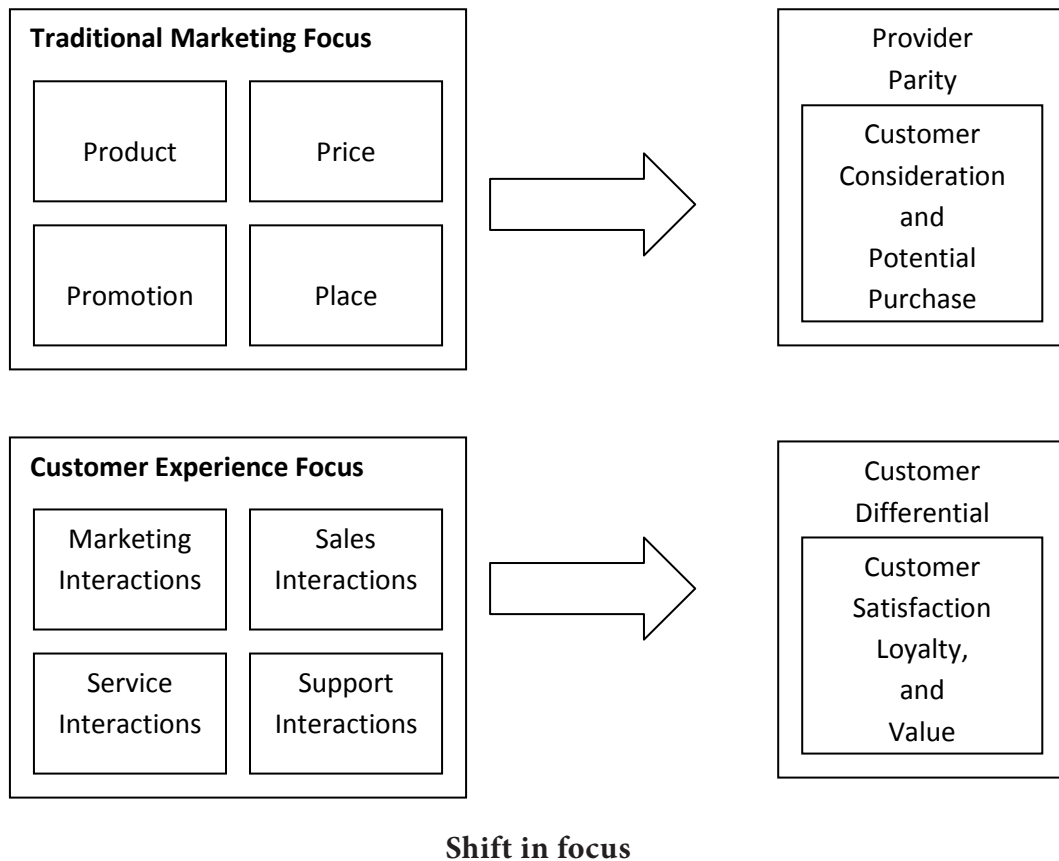 Traditional Marketing Focus
Product
Price
Promotion
Place
Provider
Parity
Customer
Consideration
and
Potential
Purchase
Customer Experience Focus
Marketing
Interactions
Sales
Interactions
Service
Interactions
Support
Interactions
Customer
Differential
Customer
Satisfaction
Loyalty,
and
Value
Shift in focus